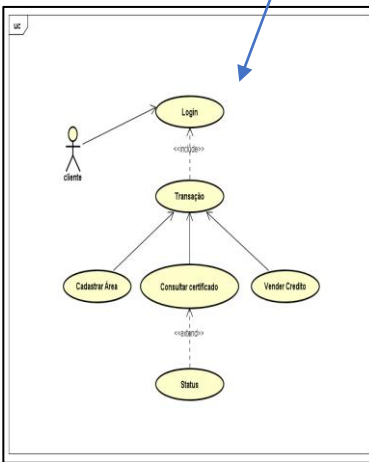 uc
Login
<<include>>
cliente
Transação
Cadastrar Área
Consultar certificado
Vender Credito
<<extend>>
Status